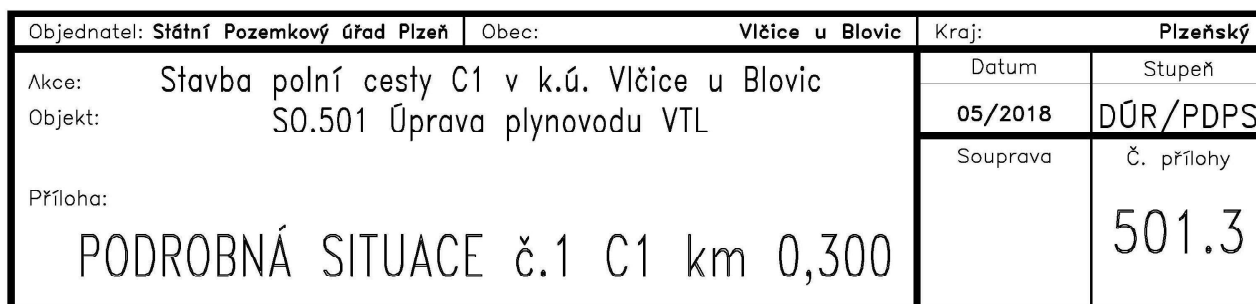 Objednatel: Státní Pozemkový úřad Plzeň Obec: Vlčice u Blovic Kraj: Plzeňský
Akce: Stavba polní cesty C1 v k.ú. Vlčice u Blovic
Objekt: SO.501 Úprava plynovodu VTL
Datum Stupeň
05/2018 DÚR/PDPS
Souprava Č. přílohy
501.3
Příloha:
PODROBNÁ SITUACE č.1 C1 km 0,300